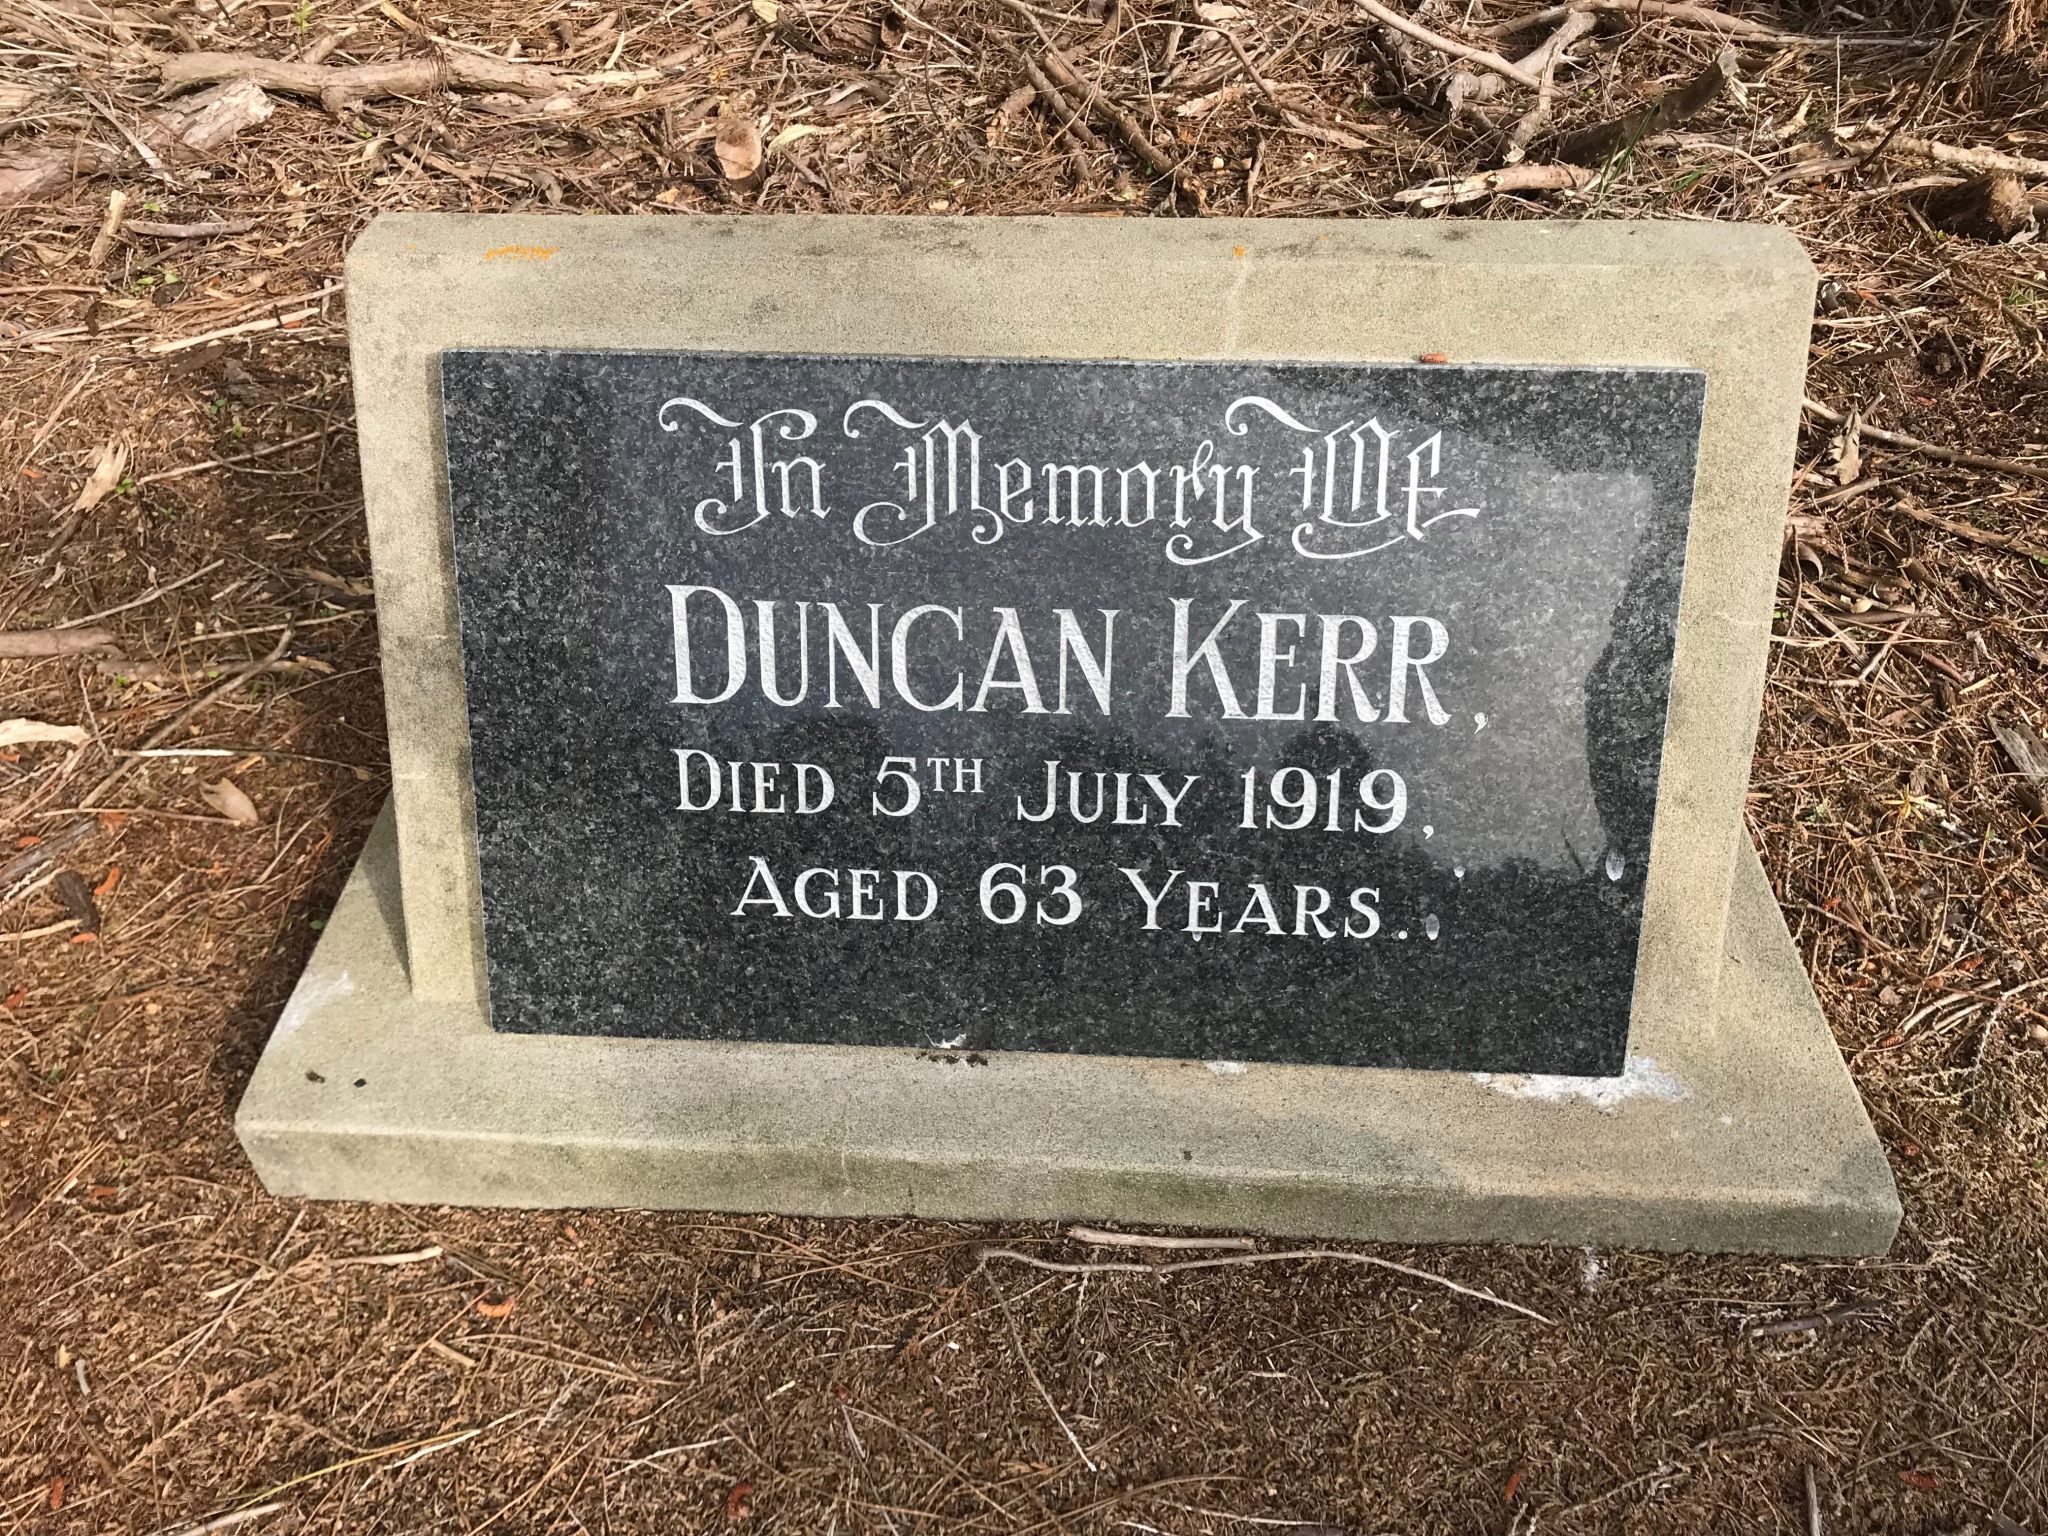 In Memory Of
DUNCAN KERR,
DIED 5TH JULY 1919,
AGED 63 YEARS.